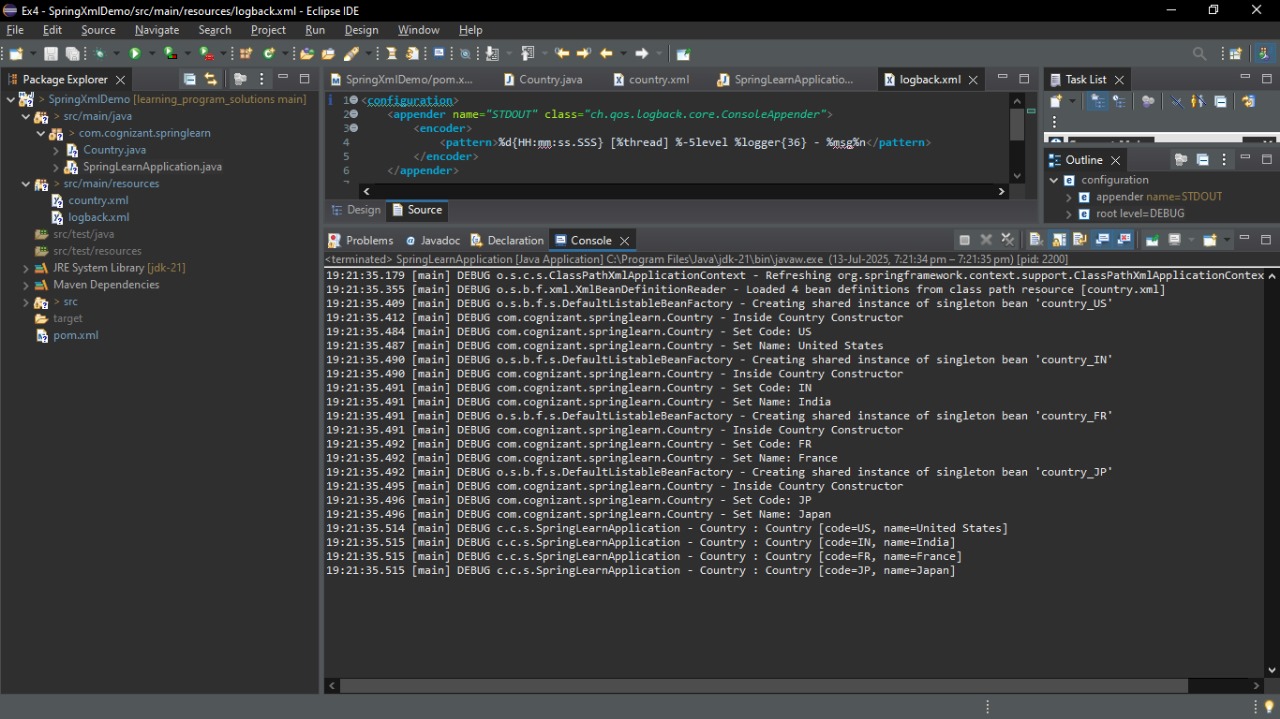 Ex4 - SpringXmlDemo/src/main/resources/logback.xml - Eclipse IDE
File Edit Source Navigate Search Project Run Design Window Help
Package Explorer
SpringXmlDemo [learning_program_solutions main]
src/main/java
com.cognizant.springlearn
Country.java
SpringLearnApplication.java
src/main/resources
country.xml
logback.xml
src/test/java
src/test/resources
JRE System Library [jdk-21]
Maven Dependencies
src
target
pom.xml
SpringXmlDemo/pom.x... Country.java country.xml SpringLearnApplicatio... logback.xml
1 <configuration>
2 <appender name="STDOUT" class="ch.qos.logback.core.ConsoleAppender">
3 <encoder>
4 <pattern>%d{HH:mm:ss.SSS} [%thread] %-5level %logger{36} - %msg%n</pattern>
5 </encoder>
6 </appender>
Design Source
Task List
Outline
configuration
appender name=STDOUT
root level=DEBUG
Problems Javadoc Declaration Console
<terminated> SpringLearnApplication [Java Application] C:\Program Files\Java\jdk-21\bin\javaw.exe (13-Jul-2025, 7:21:34 pm – 7:21:35 pm) [pid: 2200]
19:21:35.179 [main] DEBUG o.s.c.s.ClassPathXmlApplicationContext - Refreshing org.springframework.context.support.ClassPathXmlApplicationContex
19:21:35.355 [main] DEBUG o.s.b.f.xml.XmlBeanDefinitionReader - Loaded 4 bean definitions from class path resource [country.xml]
19:21:35.409 [main] DEBUG o.s.b.f.s.DefaultListableBeanFactory - Creating shared instance of singleton bean 'country_US'
19:21:35.412 [main] DEBUG com.cognizant.springlearn.Country - Inside Country Constructor
19:21:35.484 [main] DEBUG com.cognizant.springlearn.Country - Set Code: US
19:21:35.487 [main] DEBUG com.cognizant.springlearn.Country - Set Name: United States
19:21:35.490 [main] DEBUG o.s.b.f.s.DefaultListableBeanFactory - Creating shared instance of singleton bean 'country_IN'
19:21:35.490 [main] DEBUG com.cognizant.springlearn.Country - Inside Country Constructor
19:21:35.491 [main] DEBUG com.cognizant.springlearn.Country - Set Code: IN
19:21:35.491 [main] DEBUG com.cognizant.springlearn.Country - Set Name: India
19:21:35.491 [main] DEBUG o.s.b.f.s.DefaultListableBeanFactory - Creating shared instance of singleton bean 'country_FR'
19:21:35.491 [main] DEBUG com.cognizant.springlearn.Country - Inside Country Constructor
19:21:35.492 [main] DEBUG com.cognizant.springlearn.Country - Set Code: FR
19:21:35.492 [main] DEBUG com.cognizant.springlearn.Country - Set Name: France
19:21:35.492 [main] DEBUG o.s.b.f.s.DefaultListableBeanFactory - Creating shared instance of singleton bean 'country_JP'
19:21:35.495 [main] DEBUG com.cognizant.springlearn.Country - Inside Country Constructor
19:21:35.496 [main] DEBUG com.cognizant.springlearn.Country - Set Code: JP
19:21:35.496 [main] DEBUG com.cognizant.springlearn.Country - Set Name: Japan
19:21:35.514 [main] DEBUG c.c.s.SpringLearnApplication - Country : Country [code=US, name=United States]
19:21:35.515 [main] DEBUG c.c.s.SpringLearnApplication - Country : Country [code=IN, name=India]
19:21:35.515 [main] DEBUG c.c.s.SpringLearnApplication - Country : Country [code=FR, name=France]
19:21:35.515 [main] DEBUG c.c.s.SpringLearnApplication - Country : Country [code=JP, name=Japan]